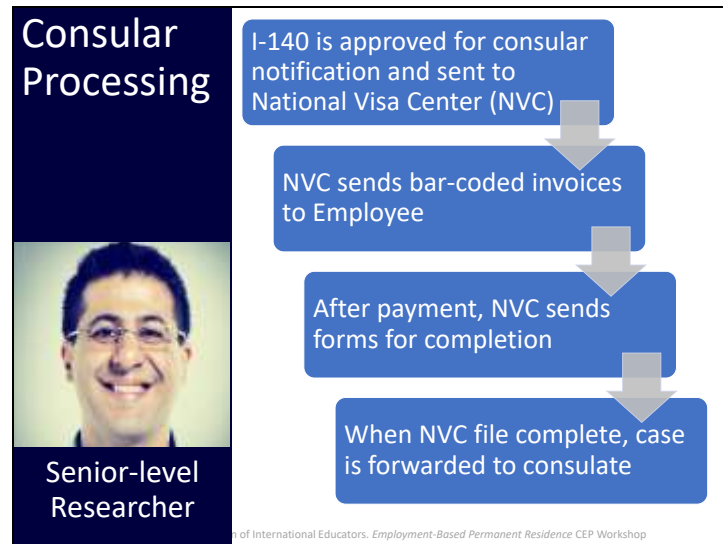 Consular
Processing
I-140 is approved for consular
notification and sent to
National Visa Center (NVC)
NVC sends bar-coded invoices
to Employee
After payment, NVC sends
forms for completion
When NVC file complete, case
is forwarded to consulate
Senior-level
Researcher
of International Educators. Employment-Based Permanent Residence CEP Workshop